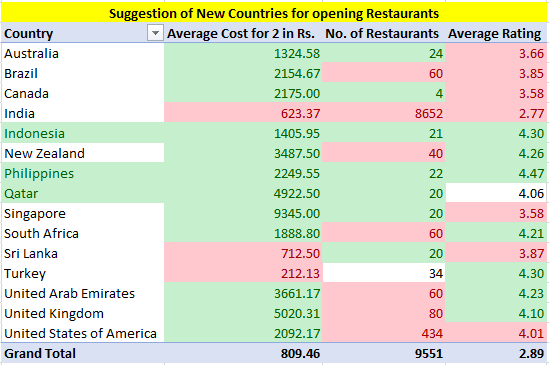 Suggestion of New Countries for opening Restaurants
Country Average Cost for 2 in Rs. No. of Restaurants Average Rating
Australia 1324.58 24 3.66
Brazil 2154.67 60 3.85
Canada 2175.00 4 3.58
India 623.37 8652 2.77
Indonesia 1405.95 21 4.30
New Zealand 3487.50 40 4.26
Philippines 2249.55 22 4.47
Qatar 4922.50 20 4.06
Singapore 9345.00 20 3.58
South Africa 1888.80 60 4.21
Sri Lanka 712.50 20 3.87
Turkey 212.13 34 4.30
United Arab Emirates 3661.17 60 4.23
United Kingdom 5020.31 80 4.10
United States of America 2092.17 434 4.01
Grand Total 809.46 9551 2.89